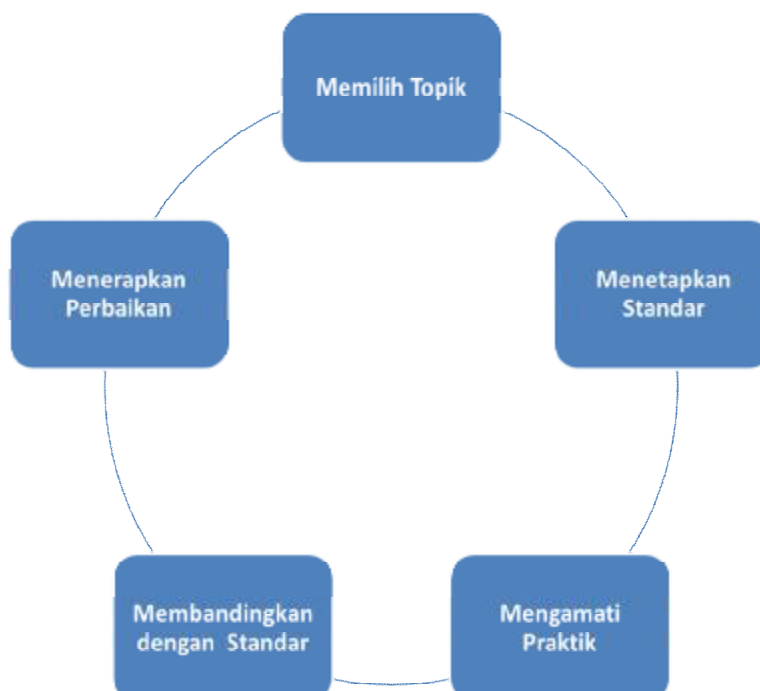 Memilih Topik
Menetapkan
Standar
Mengamati
Praktik
Membandingkan
dengan Standar
Menerapkan
Perbaikan